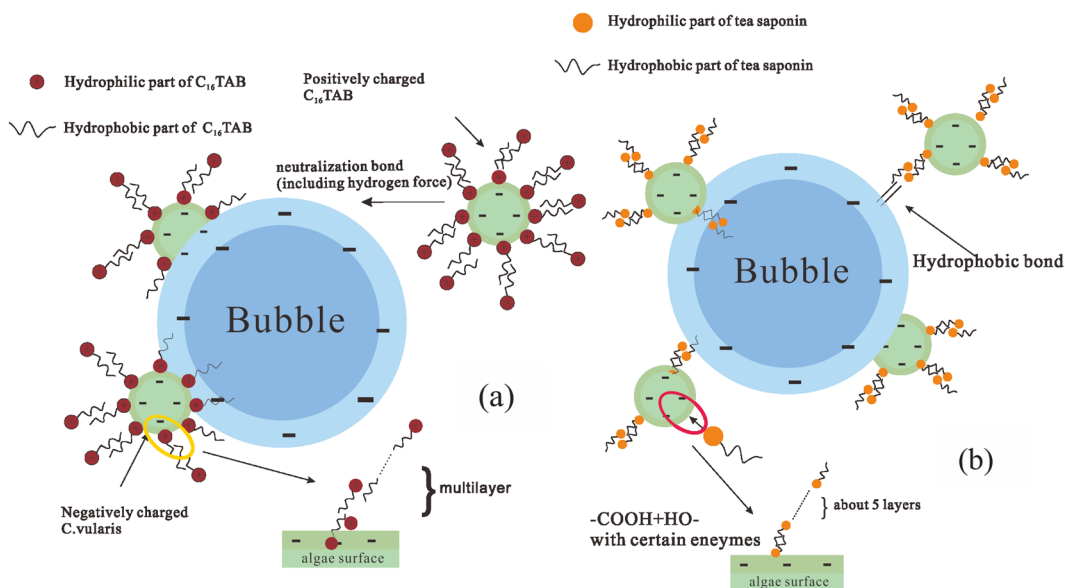 Hydrophilic part of C₁₆TAB
Hydrophobic part of C₁₆TAB
Positively charged
C₁₆TAB
neutralization bond
(including hydrogen force)
Bubble
(a)
Negatively charged
C.vularis
multilayer
algae surface
Hydrophilic part of tea saponin
Hydrophobic part of tea saponin
Bubble
Hydrophobic bond
(b)
-COOH+HO-
with certain eneymes
about 5 layers
algae surface